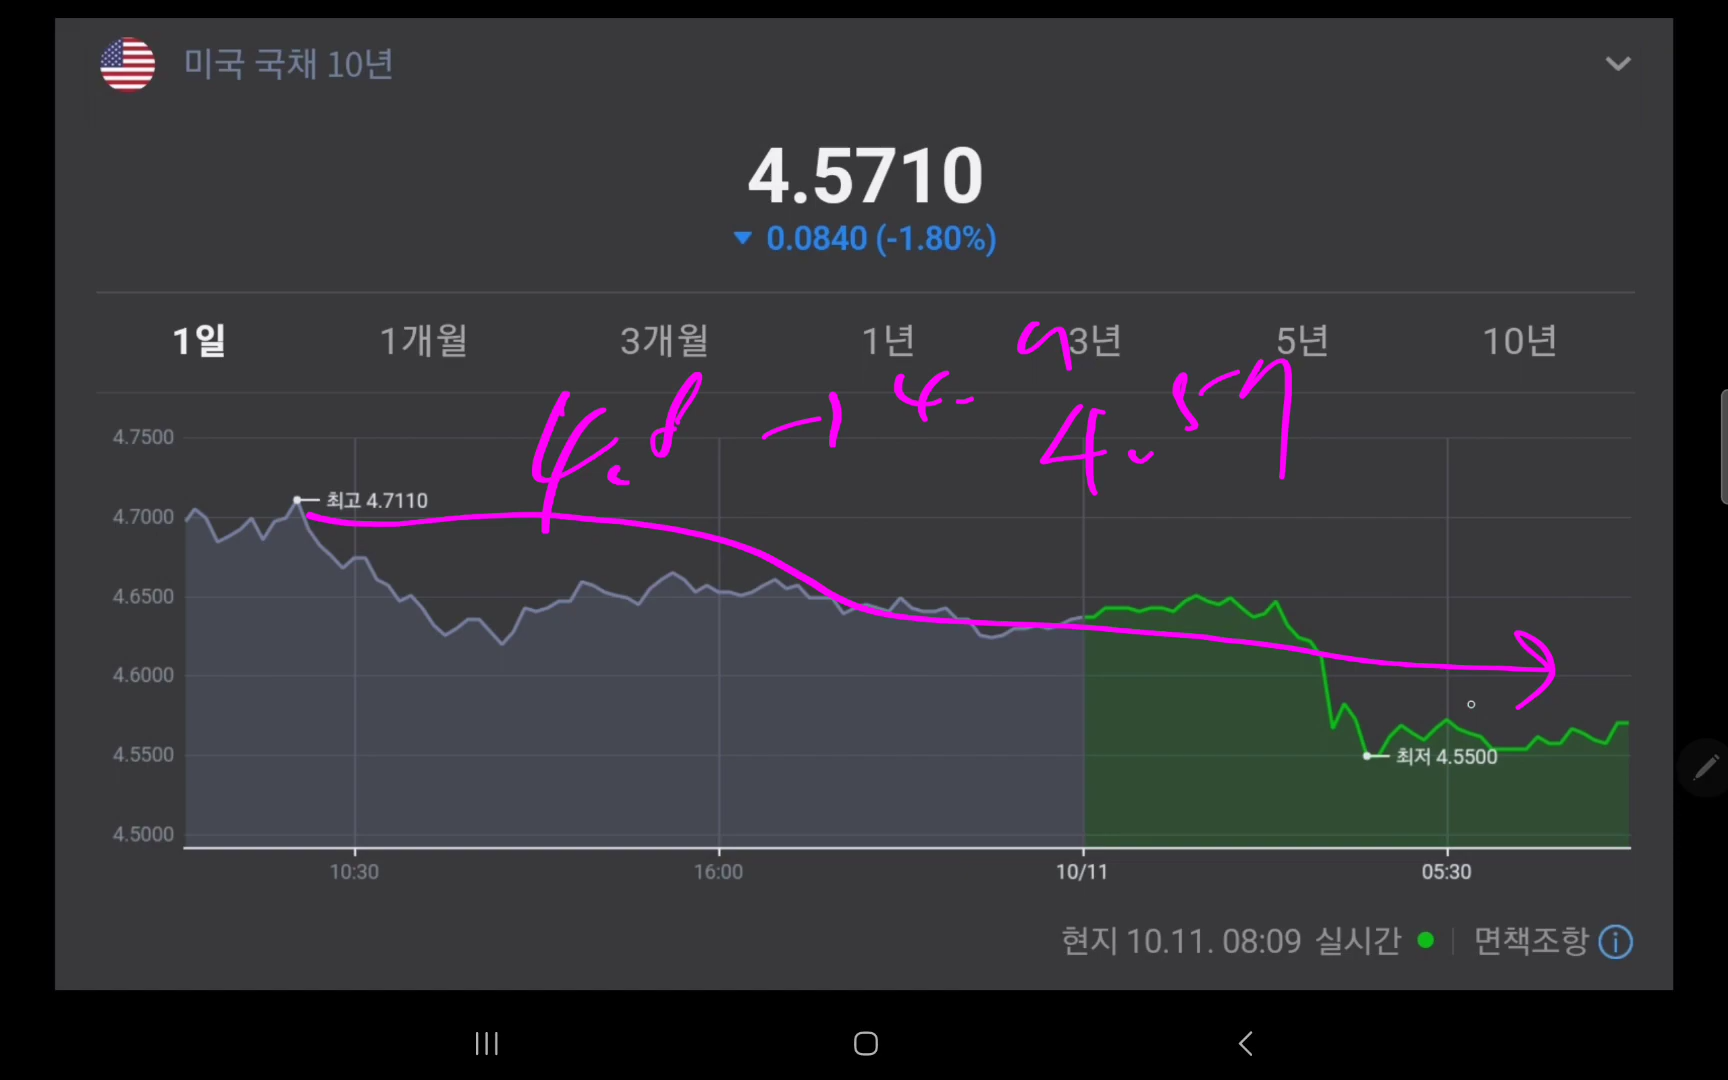 미국 국채 10년
4.5710
▼ 0.0840 (-1.80%)
1일 1개월 3개월 1년 3년 5년 10년
4.8 4.9 4.57
4.7500
최고 4.7110
4.7000
4.6500
4.6000
4.5500
최저 4.5500
4.5000
10:30 16:00 10/11 05:30
현지 10.11. 08:09 실시간 면책조항